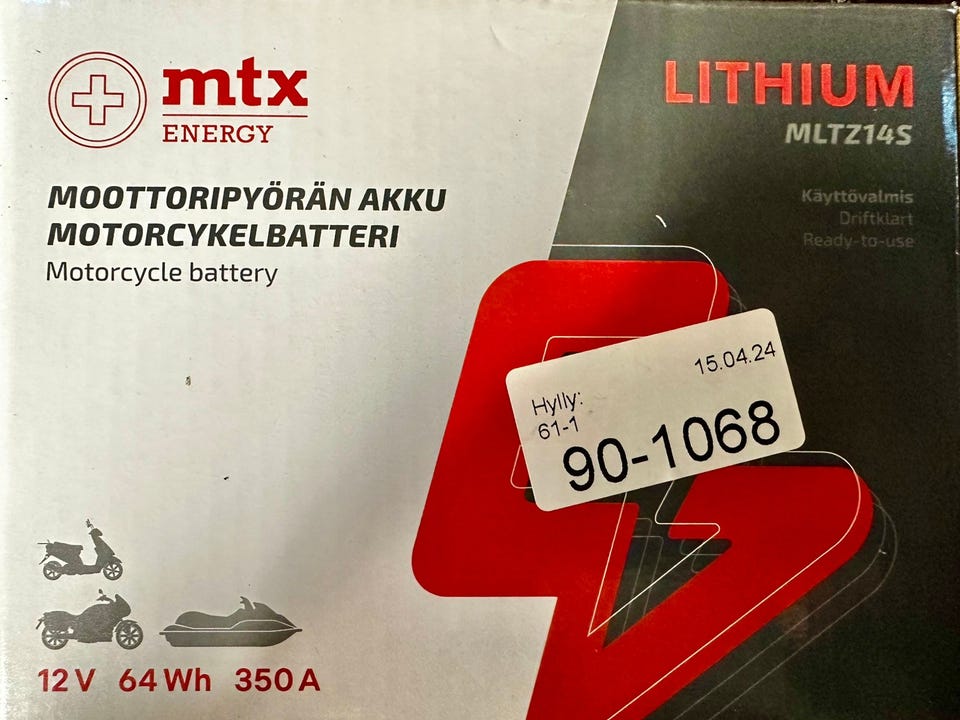 mtx
ENERGY
MOOTTORIPYÖRÄN AKKU
MOTORCYKELBATTERI
Motorcycle battery
LITHIUM
MLTZ14S
Käyttövalmis
Driftklart
Ready-to-use
15.04.24
Hylly:
61-1
90-1068
12 V 64 Wh 350 A